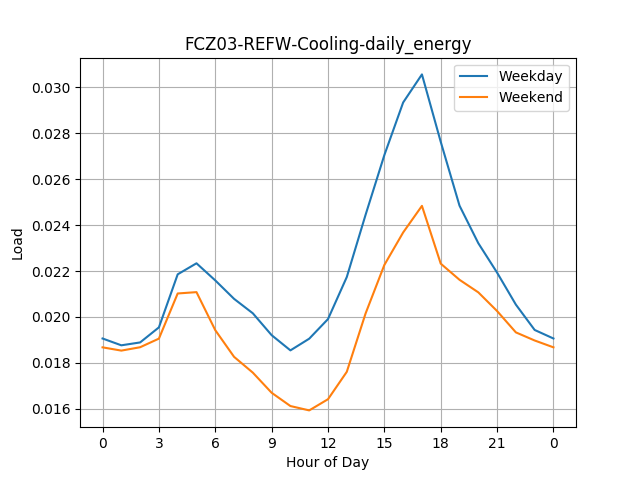 FCZ03-REFW-Cooling-daily_energy
Weekday
Weekend
Load
0.030
0.028
0.026
0.024
0.022
0.020
0.018
0.016
0 3 6 9 12 15 18 21 0
Hour of Day